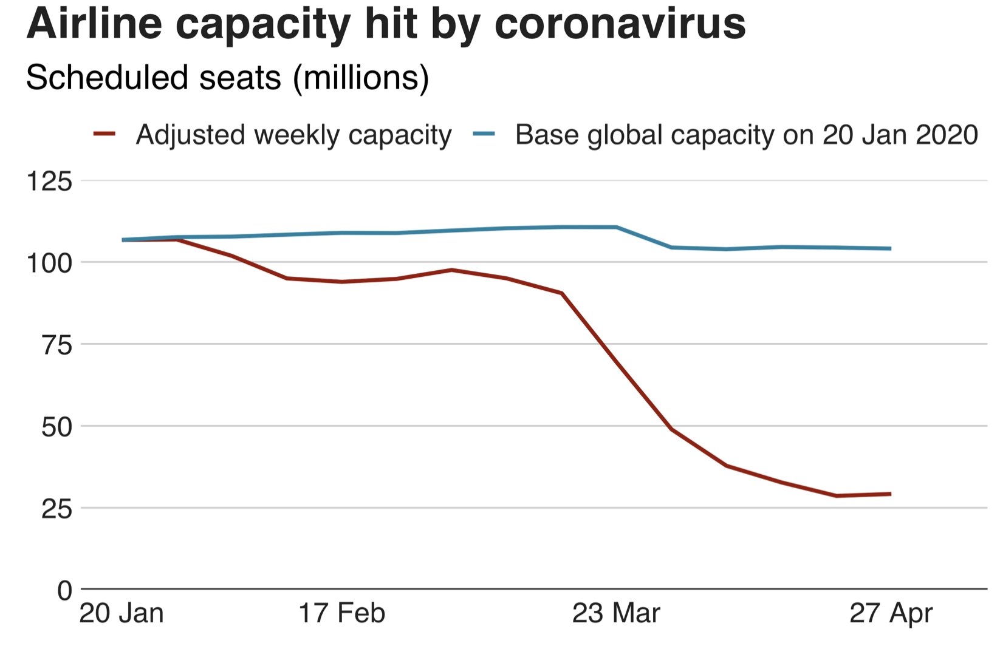 Airline capacity hit by coronavirus
Scheduled seats (millions)
Adjusted weekly capacity Base global capacity on 20 Jan 2020
125
100
75
50
25
0
20 Jan 17 Feb 23 Mar 27 Apr